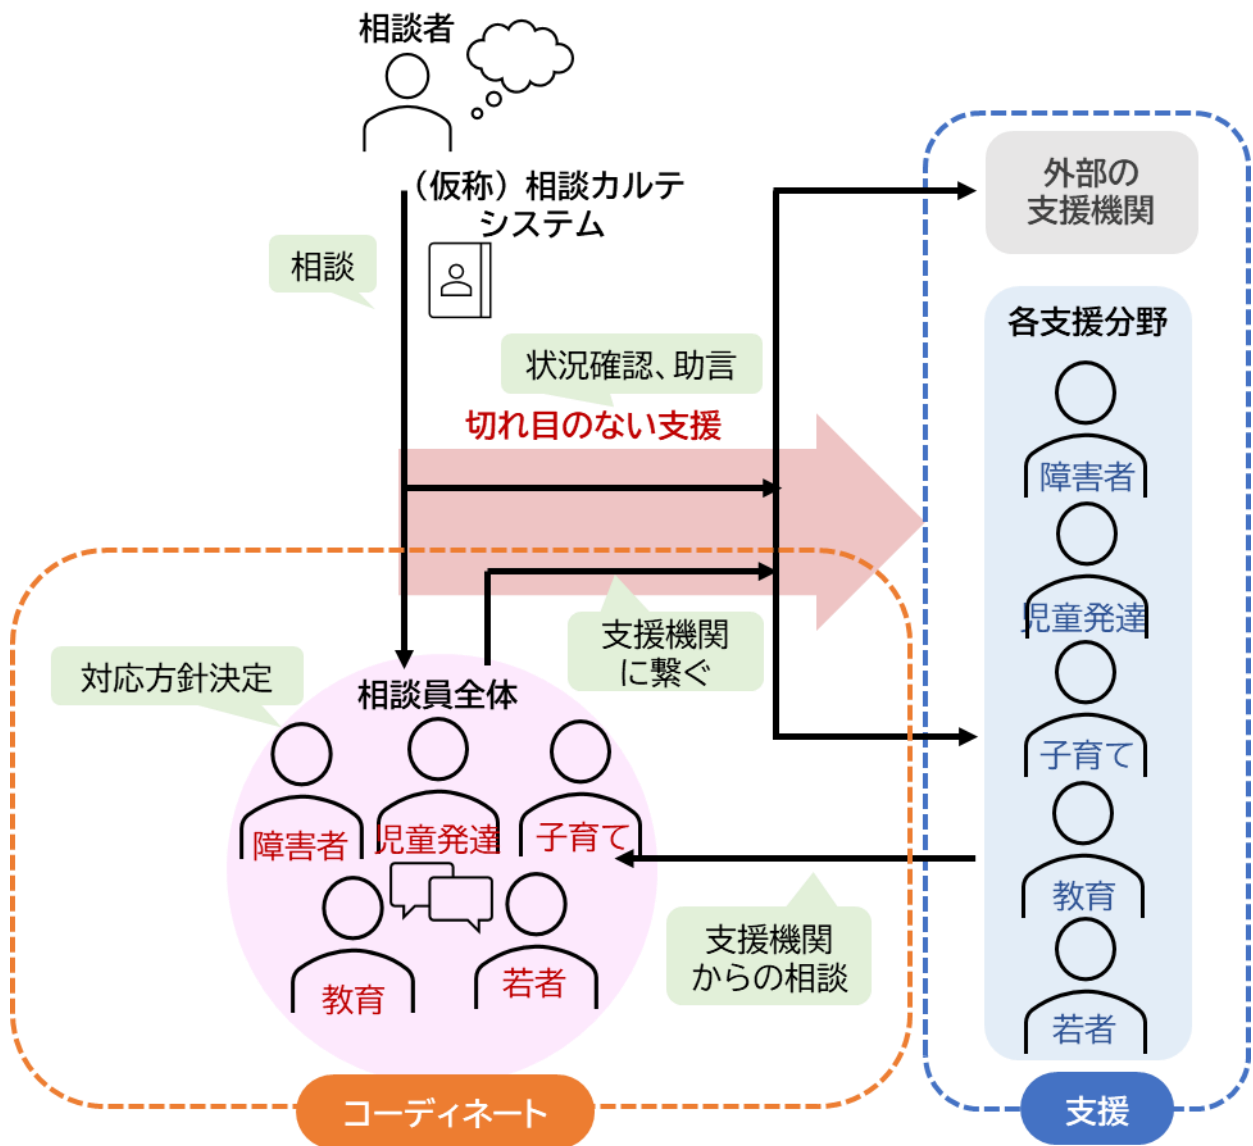 相談者
（仮称）相談カルテ
システム
相談
状況確認、助言
切れ目のない支援
外部の
支援機関
各支援分野
障害者
児童発達
子育て
教育
若者
支援
支援機関
に繋ぐ
対応方針決定
相談員全体
障害者
児童発達
子育て
教育
若者
支援機関
からの相談
コーディネート